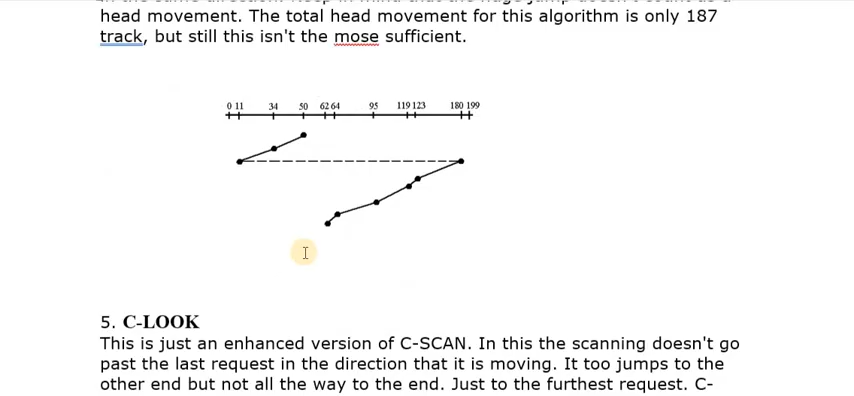 head movement. The total head movement for this algorithm is only 187
track, but still this isn't the mose sufficient.
0 11 34 50 62 64 95 119 123 180 199
5. C-LOOK
This is just an enhanced version of C-SCAN. In this the scanning doesn't go
past the last request in the direction that it is moving. It too jumps to the
other end but not all the way to the end. Just to the furthest request. C-